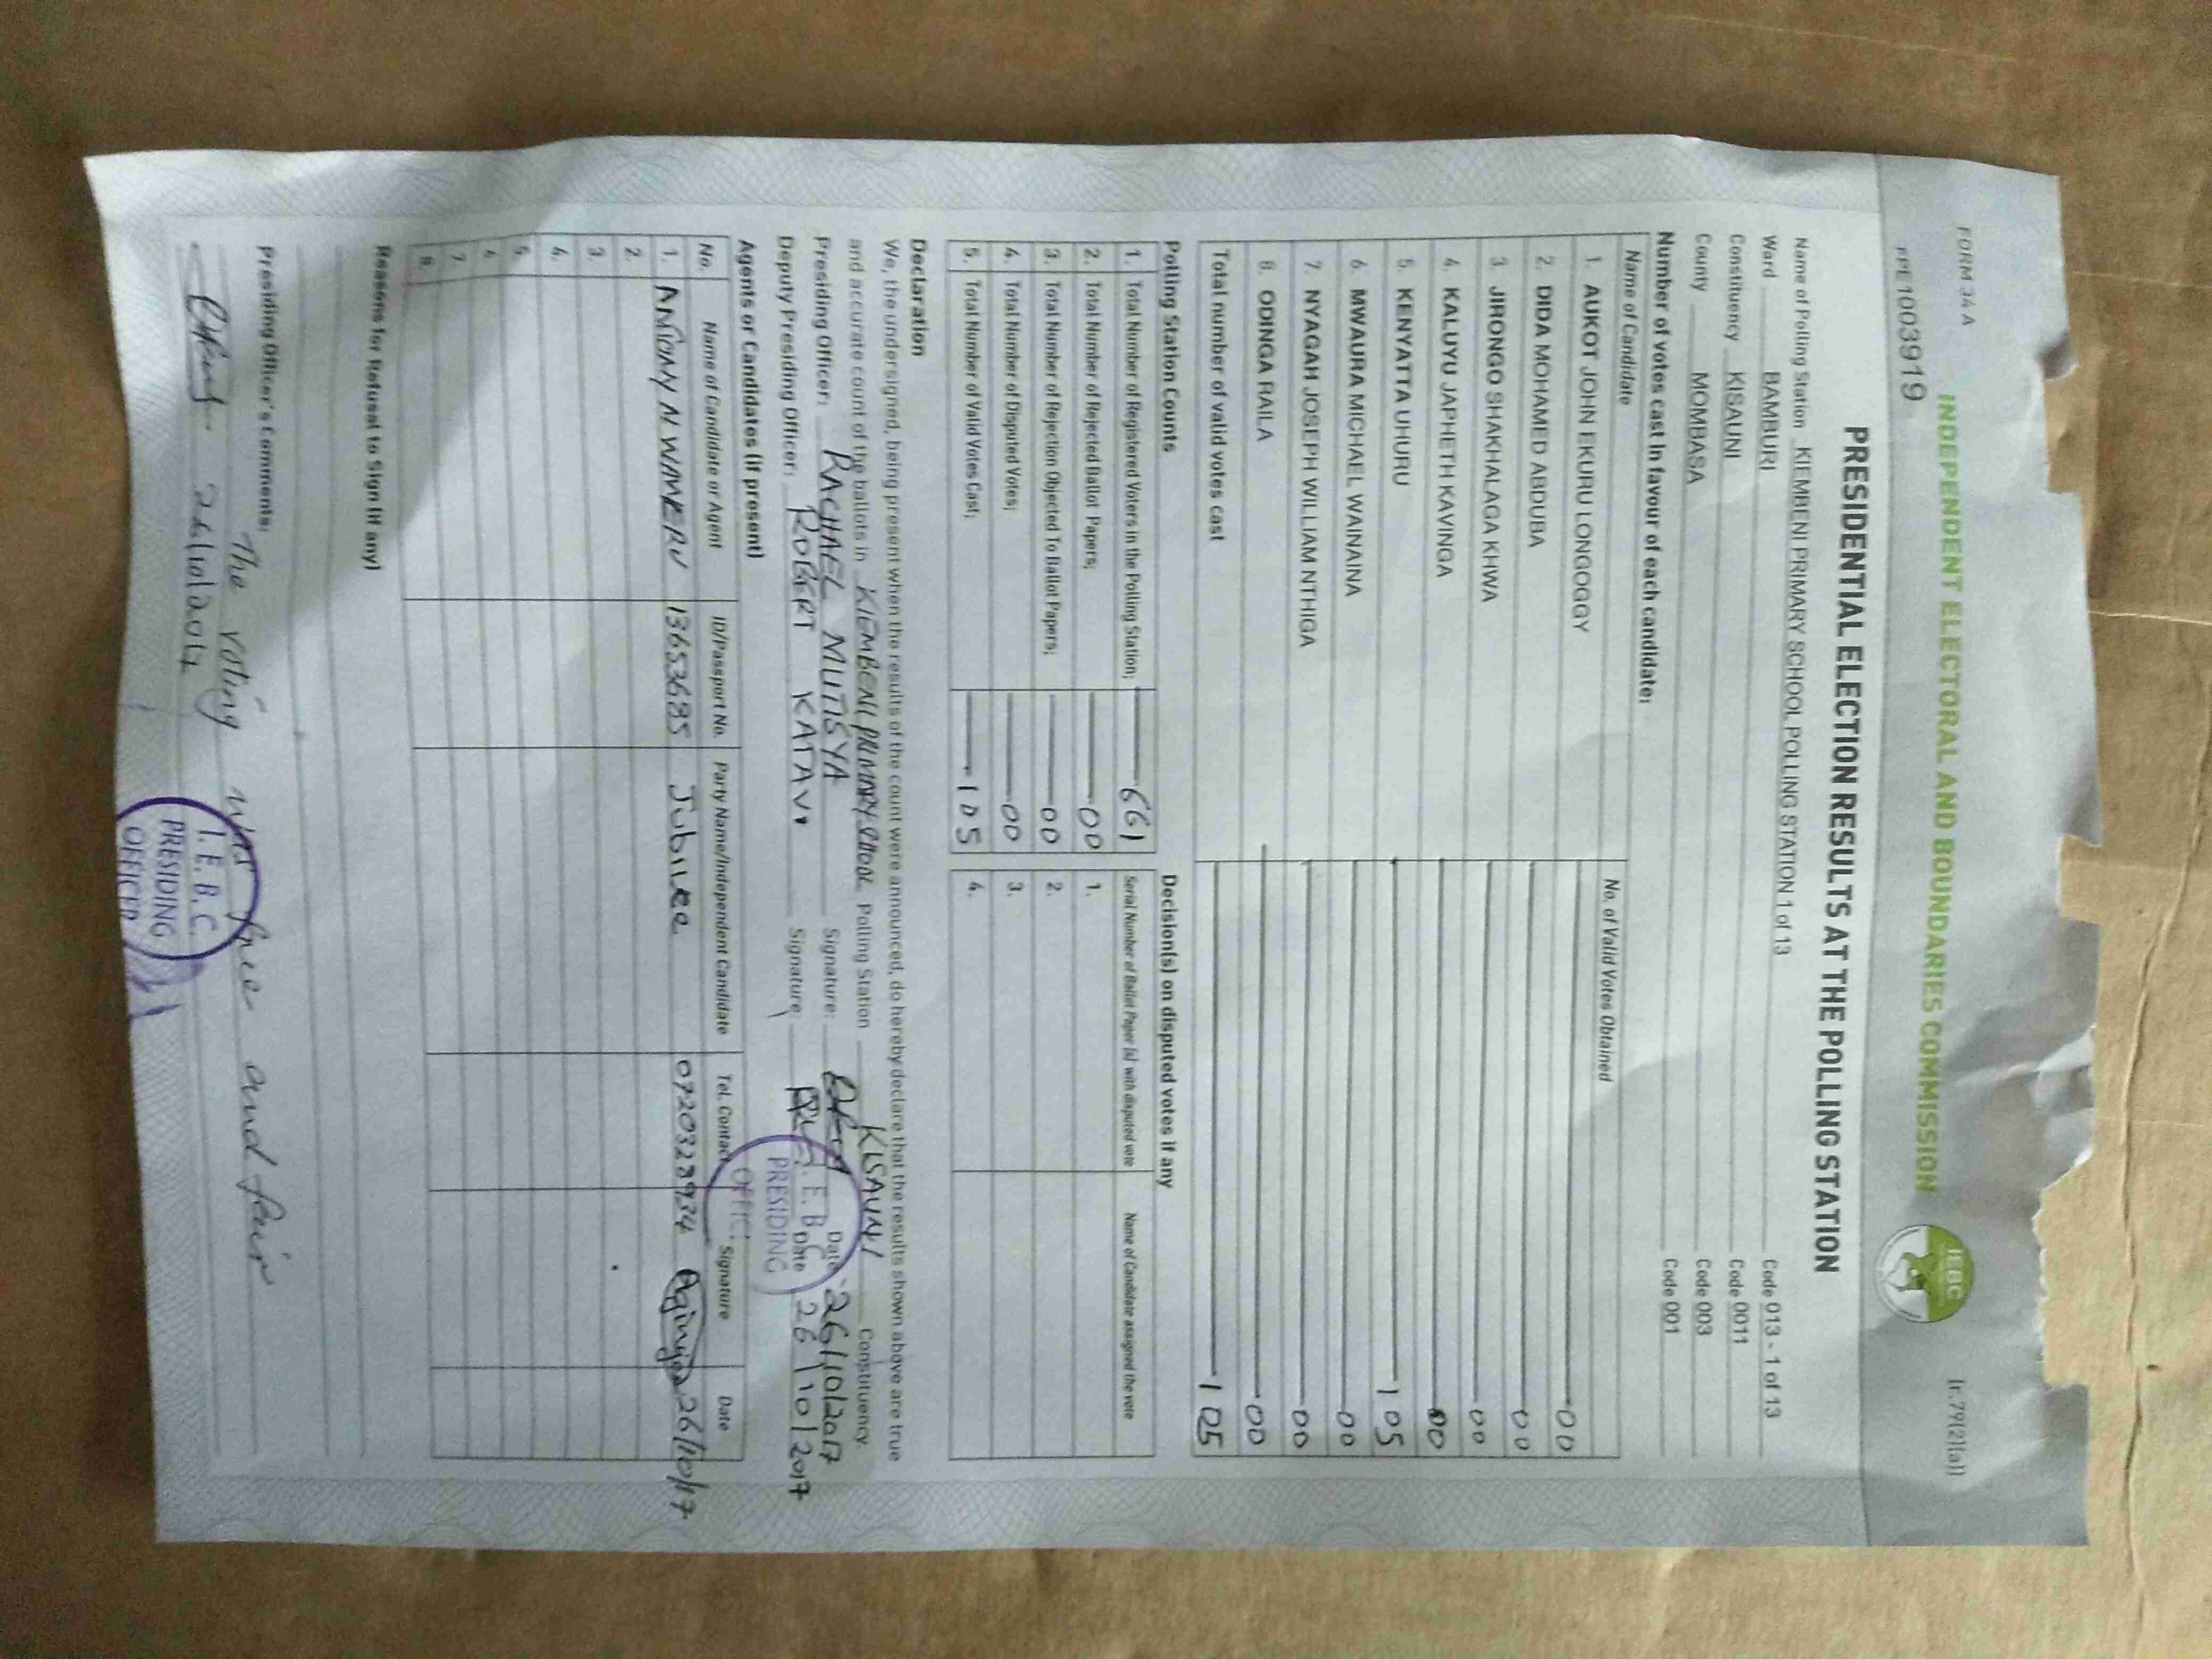 FORM 34 A
INDEPENDENT ELECTORAL AND BOUNDARIES COMMISSION
[r.79(2)(a)]
PPE1003919
IEBC
PRESIDENTIAL ELECTION RESULTS AT THE POLLING STATION
Name of Polling Station KIEMBENI PRIMARY SCHOOL POLLING STATION 1 of 13 Code 013 - 1 of 13
Ward BAMBURI Code 0011
Constituency KISAUNI Code 003
County MOMBASA Code 001
Number of votes cast in favour of each candidate:
Name of Candidate No. of Valid Votes Obtained
1. AUKOT JOHN EKURU LONGOGGY 00
2. DIDA MOHAMED ABDUBA 00
3. JIRONGO SHAKHALAGA KHWA 00
4. KALUYU JAPHETH KAVINGA 00
5. KENYATTA UHURU 105
6. MWAURA MICHAEL WAINAINA 00
7. NYAGAH JOSEPH WILLIAM NTHIGA 00
8. ODINGA RAILA 00
Total number of valid votes cast 105
Polling Station Counts Decision(s) on disputed votes if any
1. Total Number of Registered Voters in the Polling Station; 661 Serial Number of Ballot Paper (s) with disputed vote Name of Candidate assigned the vote
2. Total Number of Rejected Ballot Papers; 00 1.
3. Total Number of Rejection Objected To Ballot Papers; 00 2.
4. Total Number of Disputed Votes; 00 3.
5. Total Number of Valid Votes Cast; 105 4.
Declaration
We, the undersigned, being present when the results of the count were announced, do hereby declare that the results shown above are true
and accurate count of the ballots in KIEMBENI PRIMARY SCHOOL Polling Station KISAUNI Constituency.
Presiding Officer: RACHAEL MUTISYA Signature: Date 26/10/2017
Deputy Presiding Officer: ROBERT KATAVI Signature: Date 26/10/2017
I.E.B.C
PRESIDING
OFFIC
Agents or Candidates (if present)
No. Name of Candidate or Agent ID/Passport No. Party Name/Independent Candidate Tel. Contact Signature Date
1. ANTONY N WAWERU 13653685 Jubilee 26/10/17
2.
3.
4.
5.
6.
7.
8.
Reasons for Refusal to Sign (if any)
Presiding Officer's Comments:
The voting was free and fair
26/10/2017
I.E.B.C
PRESIDING
OFFICER